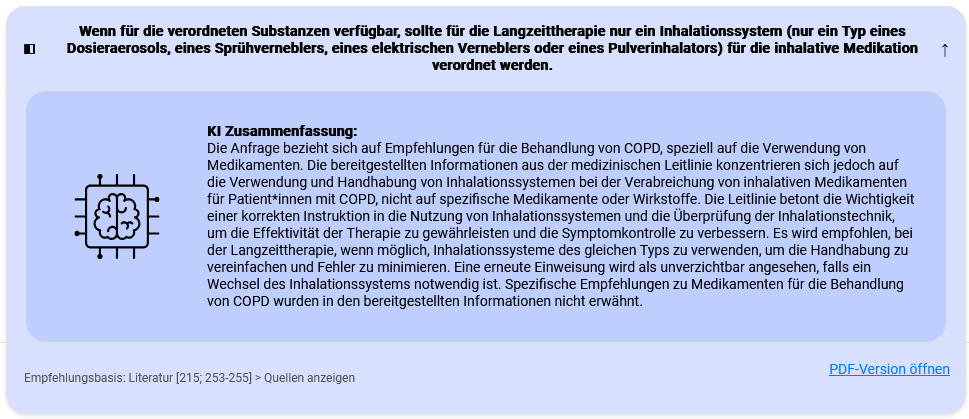 Wenn für die verordneten Substanzen verfügbar, sollte für die Langzeittherapie nur ein Inhalationssystem (nur ein Typ eines
Dosieraerosols, eines Sprühverneblers, eines elektrischen Verneblers oder eines Pulverinhalators) für die inhalative Medikation
verordnet werden.
↑
KI Zusammenfassung:
Die Anfrage bezieht sich auf Empfehlungen für die Behandlung von COPD, speziell auf die Verwendung von
Medikamenten. Die bereitgestellten Informationen aus der medizinischen Leitlinie konzentrieren sich jedoch auf
die Verwendung und Handhabung von Inhalationssystemen bei der Verabreichung von inhalativen Medikamenten
für Patient*innen mit COPD, nicht auf spezifische Medikamente oder Wirkstoffe. Die Leitlinie betont die Wichtigkeit
einer korrekten Instruktion in die Nutzung von Inhalationssystemen und die Überprüfung der Inhalationstechnik,
um die Effektivität der Therapie zu gewährleisten und die Symptomkontrolle zu verbessern. Es wird empfohlen, bei
der Langzeittherapie, wenn möglich, Inhalationssysteme des gleichen Typs zu verwenden, um die Handhabung zu
vereinfachen und Fehler zu minimieren. Eine erneute Einweisung wird als unverzichtbar angesehen, falls ein
Wechsel des Inhalationssystems notwendig ist. Spezifische Empfehlungen zu Medikamenten für die Behandlung
von COPD wurden in den bereitgestellten Informationen nicht erwähnt.
PDF-Version öffnen
Empfehlungsbasis: Literatur [215; 253-255] > Quellen anzeigen